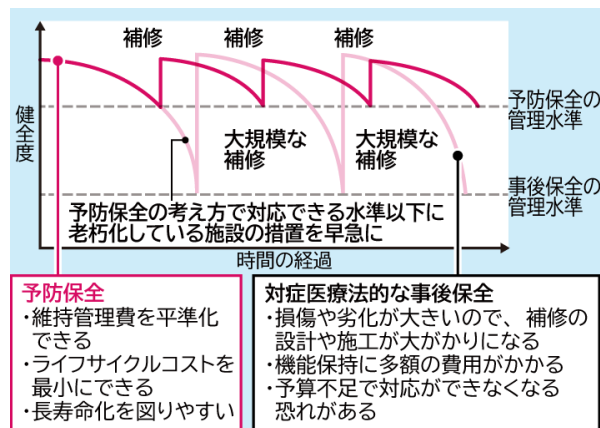 補修
補修
補修
健全度
予防保全の
管理水準
大規模な
補修
大規模な
補修
事後保全の
管理水準
予防保全の考え方で対応できる水準以下に
老朽化している施設の措置を早急に
時間の経過
予防保全
・維持管理費を平準化
できる
・ライフサイクルコストを
最小にできる
・長寿命化を図りやすい
対症医療法的な事後保全
・損傷や劣化が大きいので、補修の
設計や施工が大がかりになる
・機能保持に多額の費用がかかる
・予算不足で対応ができなくなる
恐れがある